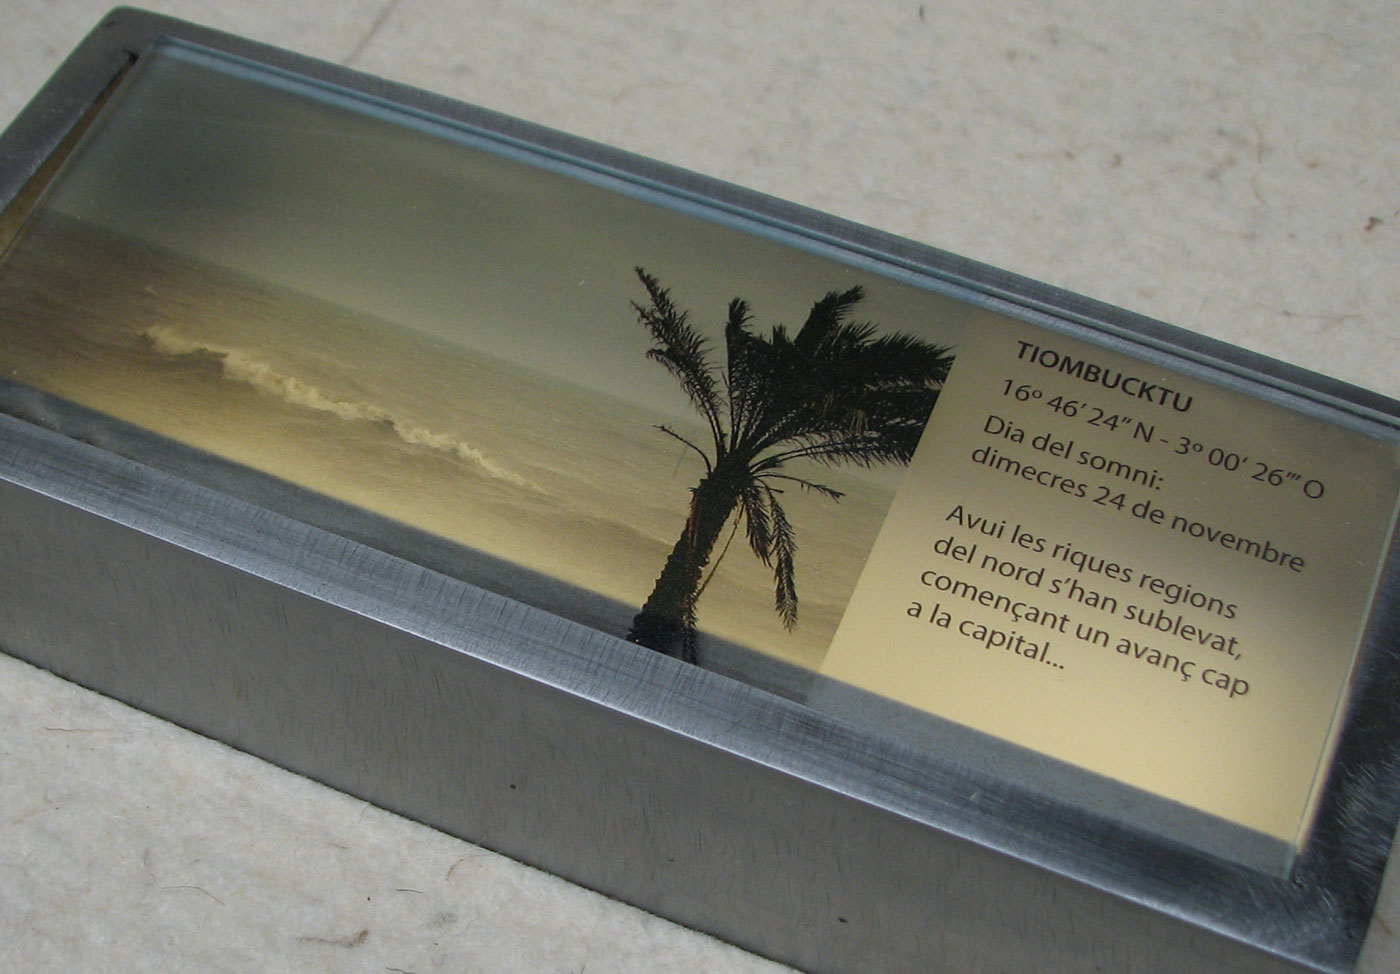 TIOMBUCKTU
16º 46' 24" N - 3º 00' 26"' O
Dia del somni:
dimecres 24 de novembre
Avui les riques regions
del nord s'han sublevat,
començant un avanç cap
a la capital...